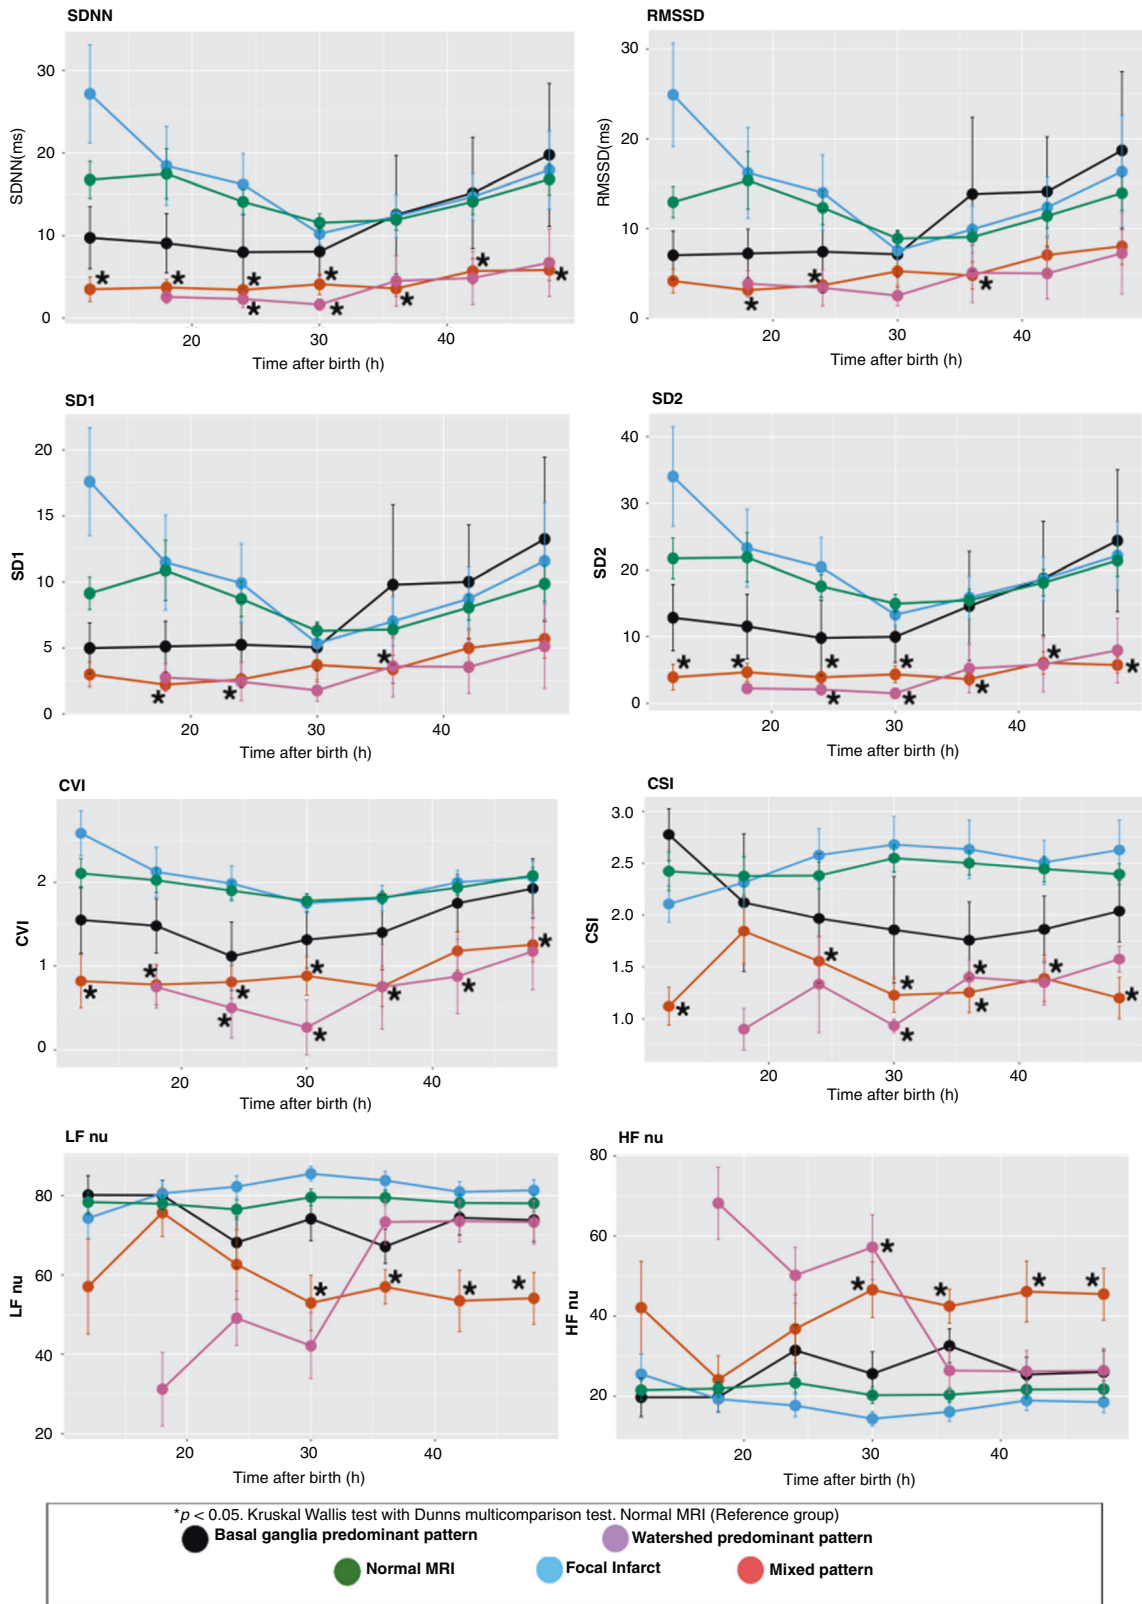 SDNN
RMSSD
30
20
10
0
SDNN(ms)
20
30
40
Time after birth (h)
30
20
10
0
RMSSD(ms)
20
30
40
Time after birth (h)
SD1
SD2
20
15
10
5
0
SD1
20
30
40
Time after birth (h)
40
30
20
10
0
SD2
20
30
40
Time after birth (h)
CVI
CSI
2
1
0
CVI
20
30
40
Time after birth (h)
3.0
2.5
2.0
1.5
1.0
CSI
20
30
40
Time after birth (h)
LF nu
HF nu
80
60
40
20
LF nu
20
30
40
Time after birth (h)
80
60
40
20
HF nu
20
30
40
Time after birth (h)
*p < 0.05. Kruskal Wallis test with Dunns multicomparison test. Normal MRI (Reference group)
Basal ganglia predominant pattern
Watershed predominant pattern
Normal MRI
Focal Infarct
Mixed pattern